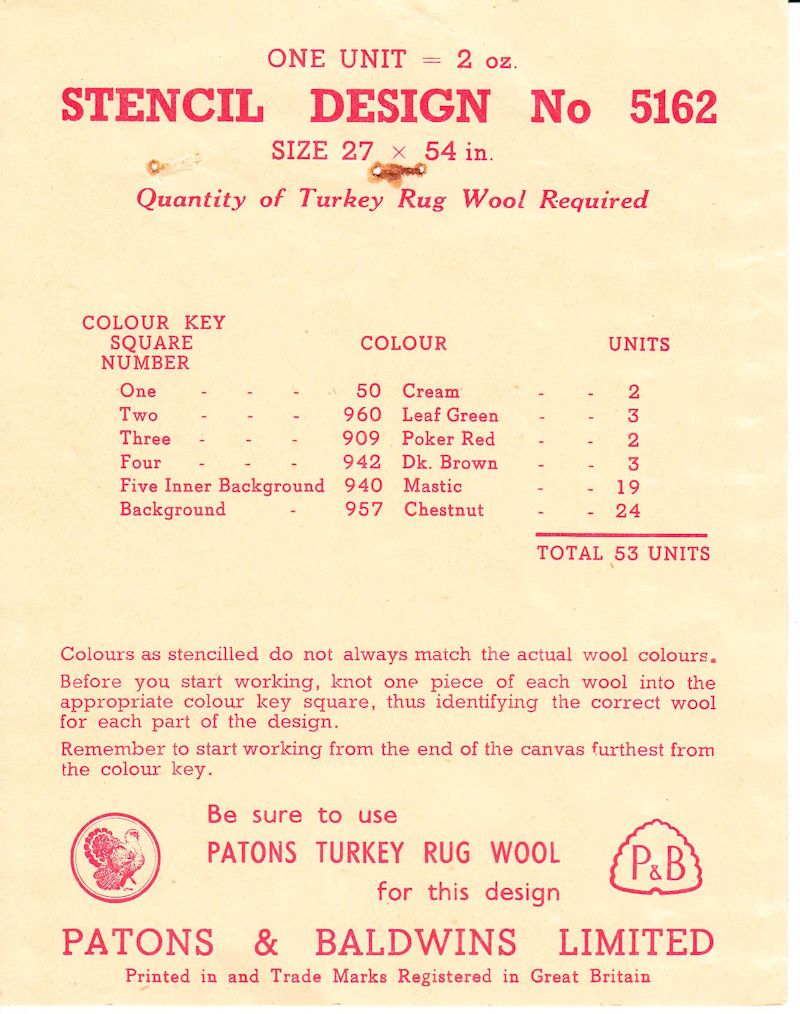 ONE UNIT = 2 oz.
STENCIL DESIGN No 5162
SIZE 27 × 54 in.
Quantity of Turkey Rug Wool Required
COLOUR KEY
SQUARE COLOUR UNITS
NUMBER
One - - - 50 Cream - - 2
Two - - - 960 Leaf Green - - 3
Three - - - 909 Poker Red - - 2
Four - - - 942 Dk. Brown - - 3
Five Inner Background 940 Mastic - - 19
Background - 957 Chestnut - - 24
TOTAL 53 UNITS
Colours as stencilled do not always match the actual wool colours.
Before you start working, knot one piece of each wool into the
appropriate colour key square, thus identifying the correct wool
for each part of the design.
Remember to start working from the end of the canvas furthest from
the colour key.
Be sure to use
PATONS TURKEY RUG WOOL
for this design
P&B
PATONS & BALDWINS LIMITED
Printed in and Trade Marks Registered in Great Britain